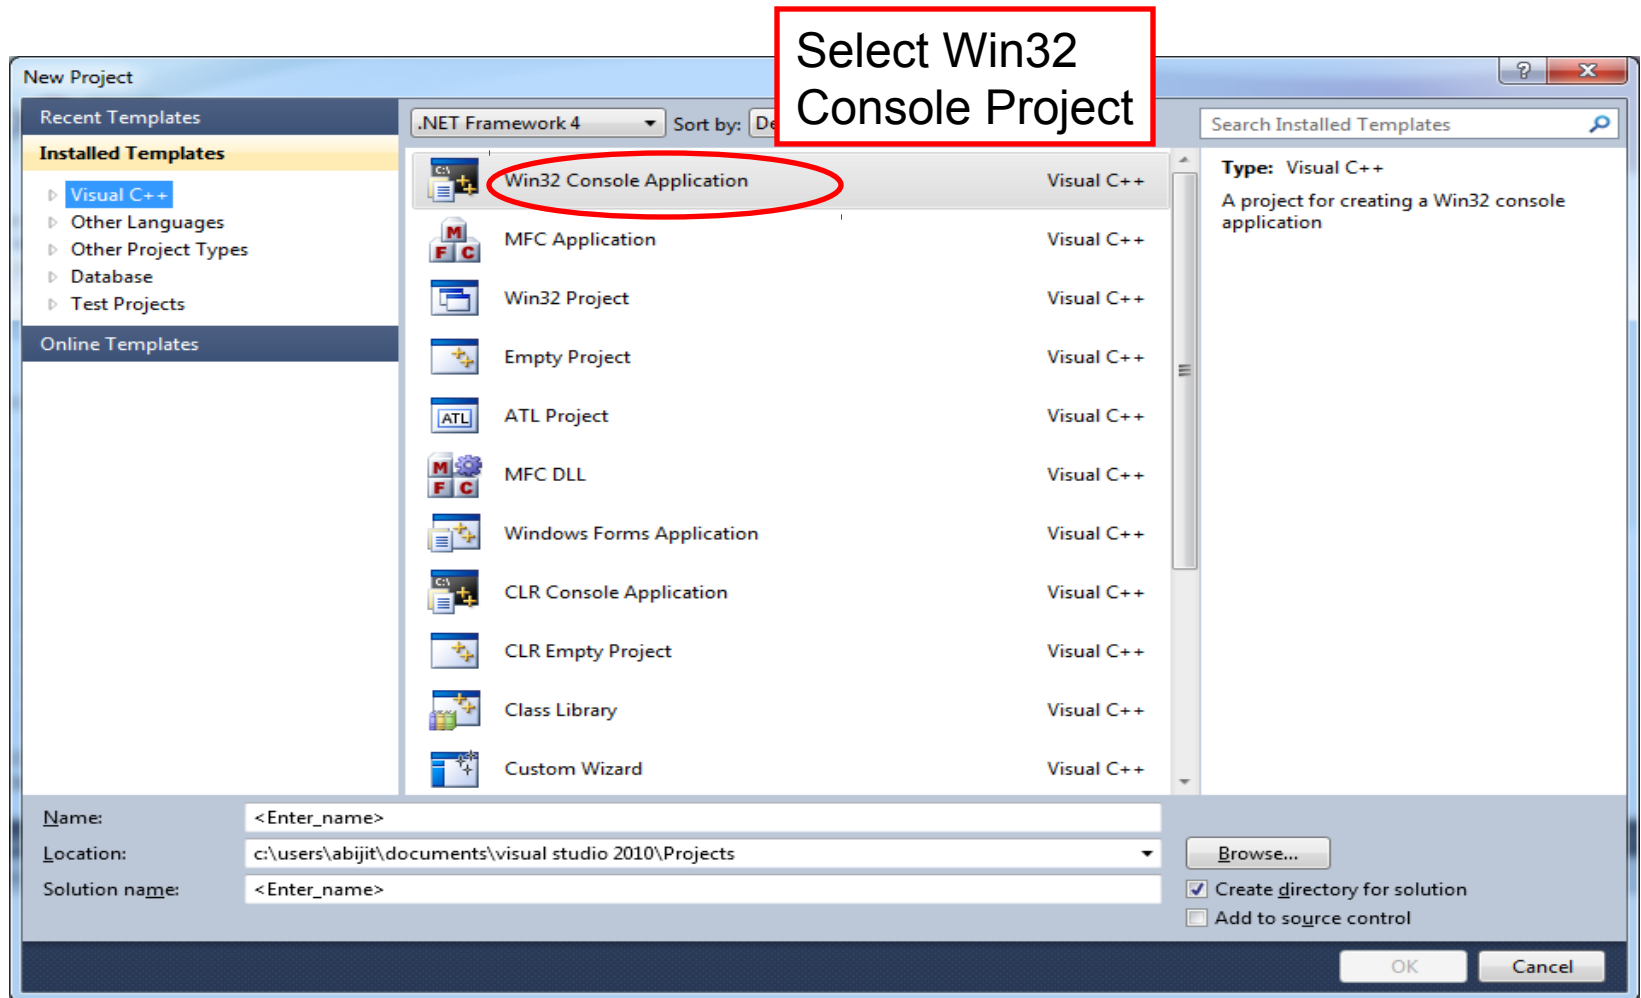 Select Win32
Console Project
New Project
Recent Templates
Installed Templates
Visual C++
Other Languages
Other Project Types
Database
Test Projects
Online Templates
.NET Framework 4
Sort by:
Search Installed Templates
Win32 Console Application Visual C++
MFC Application Visual C++
Win32 Project Visual C++
Empty Project Visual C++
ATL Project Visual C++
MFC DLL Visual C++
Windows Forms Application Visual C++
CLR Console Application Visual C++
CLR Empty Project Visual C++
Class Library Visual C++
Custom Wizard Visual C++
Type: Visual C++
A project for creating a Win32 console
application
Name: <Enter_name>
Location: c:\users\abijit\documents\visual studio 2010\Projects
Browse...
Solution name: <Enter_name>
Create directory for solution
Add to source control
OK Cancel